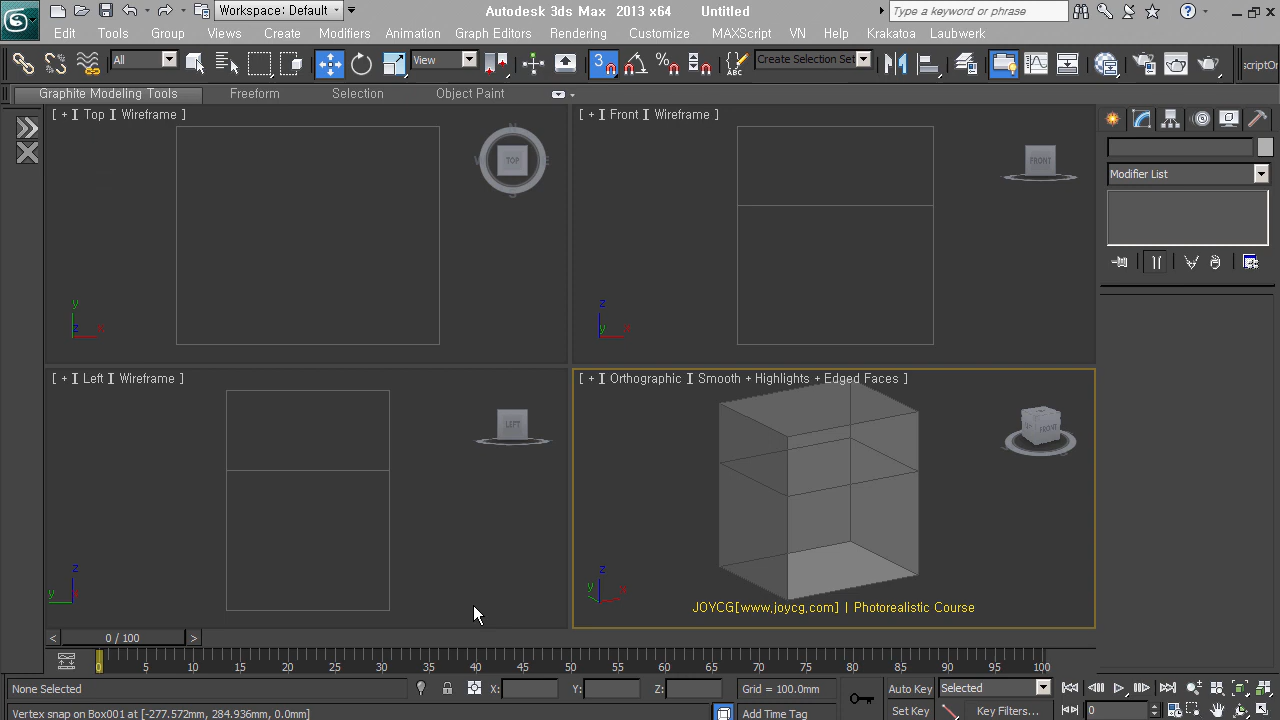 Workspace: Default
Autodesk 3ds Max 2013 x64 Untitled
Type a keyword or phrase
Edit Tools Group Views Create Modifiers Animation Graph Editors Rendering Customize MAXScript VN Help Krakatoa Laubwerk
All
View
3
Create Selection Set
scriptOn
Graphite Modeling Tools Freeform Selection Object Paint
[ + ] Top ] Wireframe ]
N
TOP
E
S
y
z x
[ + ] Front ] Wireframe ]
FRONT
z
y x
Modifier List
[ + ] Left ] Wireframe ]
LEFT
z
y
[ + ] Orthographic ] Smooth + Highlights + Edged Faces ]
FRONT
z
y x
JOYCG[www.joycg.com] | Photorealistic Course
< 0 / 100 >
0 5 10 15 20 25 30 35 40 45 50 55 60 65 70 75 80 85 90 95 100
None Selected X: Y: Z: Grid = 100.0mm Auto Key Selected
Vertex snap on Box001 at [-277.572mm, 284.936mm, 0.0mm] Add Time Tag Set Key Key Filters... 0